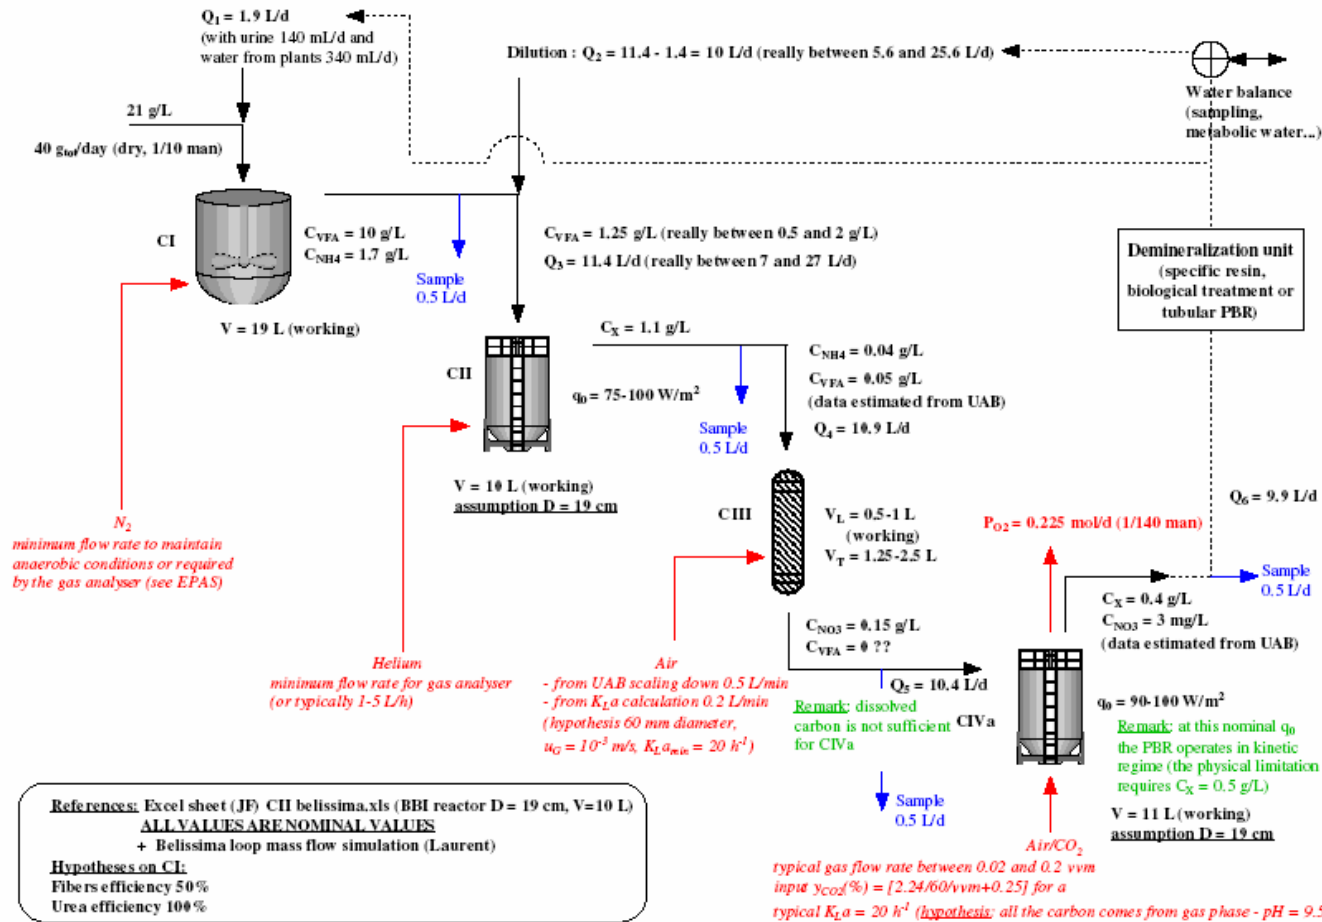 Q1 = 1.9 L/d
(with urine 140 mL/d and
water from plants 340 mL/d)
Dilution : Q2 = 11.4 - 1.4 = 10 L/d (really between 5.6 and 25.6 L/d)
Water balance
(sampling,
metabolic water...)
21 g/L
40 gtot/day (dry, 1/10 man)
CI
CVFA = 10 g/L
CNH4 = 1.7 g/L
Sample
0.5 L/d
V = 19 L (working)
CVFA = 1.25 g/L (really between 0.5 and 2 g/L)
Q3 = 11.4 L/d (really between 7 and 27 L/d)
Demineralization unit
(specific resin,
biological treatment or
tubular PBR)
CX = 1.1 g/L
CII
q0 = 75-100 W/m2
Sample
0.5 L/d
CNH4 = 0.04 g/L
CVFA = 0.05 g/L
(data estimated from UAB)
Q4 = 10.9 L/d
V = 10 L (working)
assumption D = 19 cm
CIII
VL = 0.5-1 L
(working)
VT = 1.25-2.5 L
Q6 = 9.9 L/d
PO2 = 0.225 mol/d (1/140 man)
Sample
0.5 L/d
N2
minimum flow rate to maintain
anaerobic conditions or required
by the gas analyser (see EPAS)
CX = 0.4 g/L
CNO3 = 3 mg/L
(data estimated from UAB)
CNO3 = 0.15 g/L
CVFA = 0 ??
Q5 = 10.4 L/d
Helium
minimum flow rate for gas analyser
(or typically 1-5 L/h)
Air
- from UAB scaling down 0.5 L/min
- from KLa calculation 0.2 L/min
(hypothesis 60 mm diameter,
uG = 10-3 m/s, KLamin = 20 h-1)
Remark: dissolved
carbon is not sufficient
for CIVa
CIVa
q0 = 90-100 W/m2
Remark: at this nominal q0
the PBR operates in kinetic
regime (the physical limitation
requires CX = 0.5 g/L)
V = 11 L (working)
assumption D = 19 cm
Sample
0.5 L/d
Air/CO2
typical gas flow rate between 0.02 and 0.2 vvm
input yCO2(%) = [2.24/60/vvm+0.25] for a
typical KLa = 20 h-1 (hypothesis: all the carbon comes from gas phase - pH = 9.5
References: Excel sheet (JF) CII belissima.xls (BBI reactor D = 19 cm, V=10 L)
ALL VALUES ARE NOMINAL VALUES
+ Belissima loop mass flow simulation (Laurent)
Hypotheses on CI:
Fibers efficiency 50%
Urea efficiency 100%